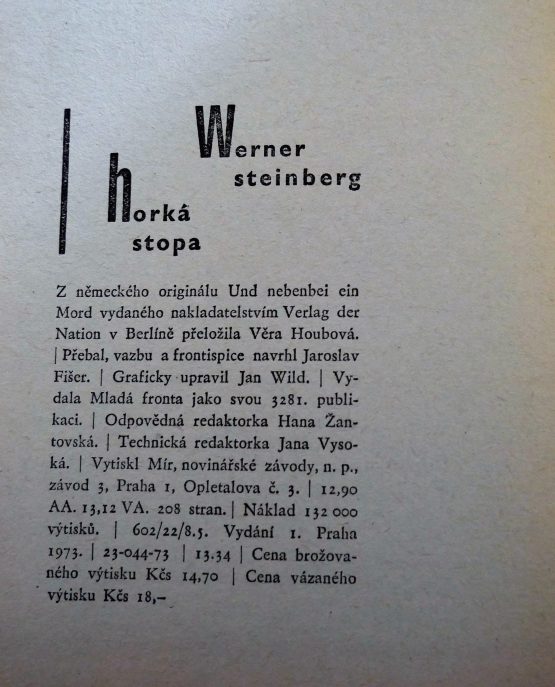 Werner
steinberg
horká
stopa
Z německého originálu Und nebenbei ein
Mord vydaného nakladatelstvím Verlag der
Nation v Berlíně přeložila Věra Houbová.
| Přebal, vazbu a frontispice navrhl Jaroslav
Fišer. | Graficky upravil Jan Wild. | Vy-
dala Mladá fronta jako svou 3281. publi-
kaci. | Odpovědná redaktorka Hana Žan-
tovská. | Technická redaktorka Jana Vyso-
ká. | Vytiskl Mír, novinářské závody, n. p.,
závod 3, Praha 1, Opletalova č. 3. | 12,90
AA. 13,12 VA. 208 stran. | Náklad 132 000
výtisků. | 602/22/8.5. Vydání 1. Praha
1973. | 23-044-73 | 13.34 | Cena brožova-
ného výtisku Kčs 14,70 | Cena vázaného
výtisku Kčs 18,–